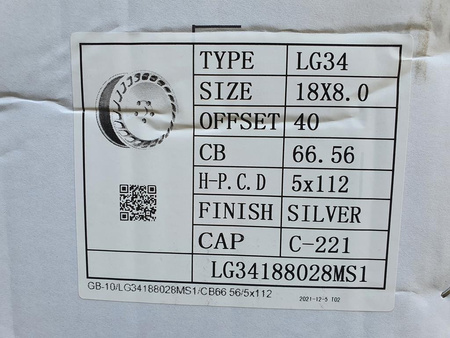 TYPE LG34
SIZE 18X8.0
OFFSET 40
CB 66.56
H-P.C.D 5x112
FINISH SILVER
CAP C-221
LG34188028MS1
GB-10/LG34188028MS1/CB66 56/5x112
2021-12-5 T02